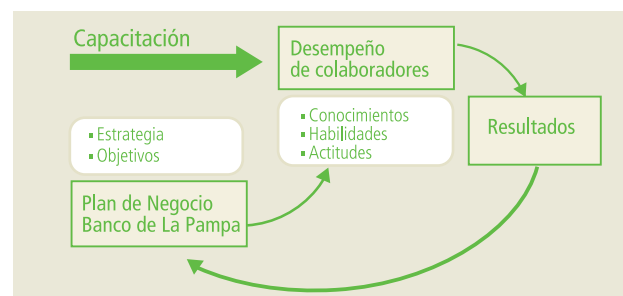 Capacitación
Desempeño
de colaboradores
▪ Conocimientos
▪ Habilidades
▪ Actitudes
Resultados
▪ Estrategia
▪ Objetivos
Plan de Negocio
Banco de La Pampa